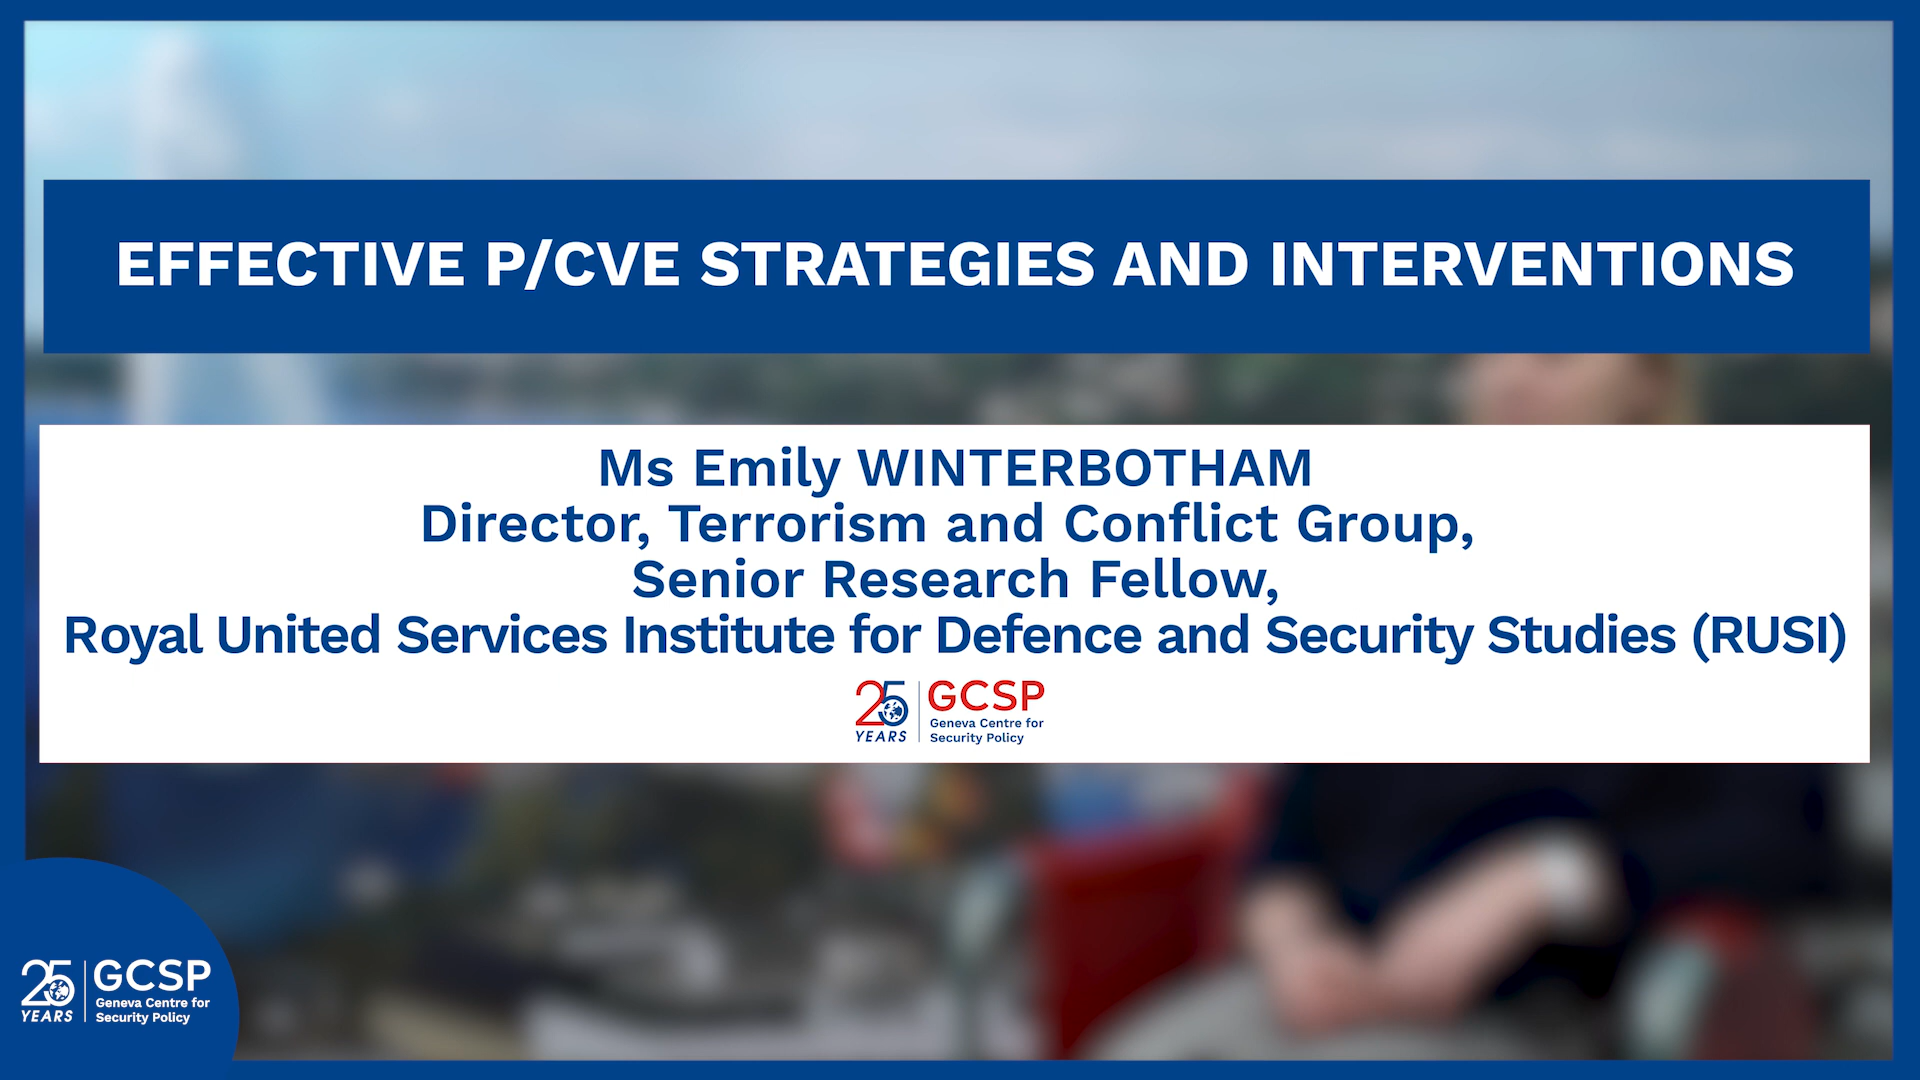 EFFECTIVE P/CVE STRATEGIES AND INTERVENTIONS
Ms Emily WINTERBOTHAM
Director, Terrorism and Conflict Group,
Senior Research Fellow,
Royal United Services Institute for Defence and Security Studies (RUSI)
25 YEARS
GCSP
Geneva Centre for
Security Policy
25 YEARS
GCSP
Geneva Centre for
Security Policy